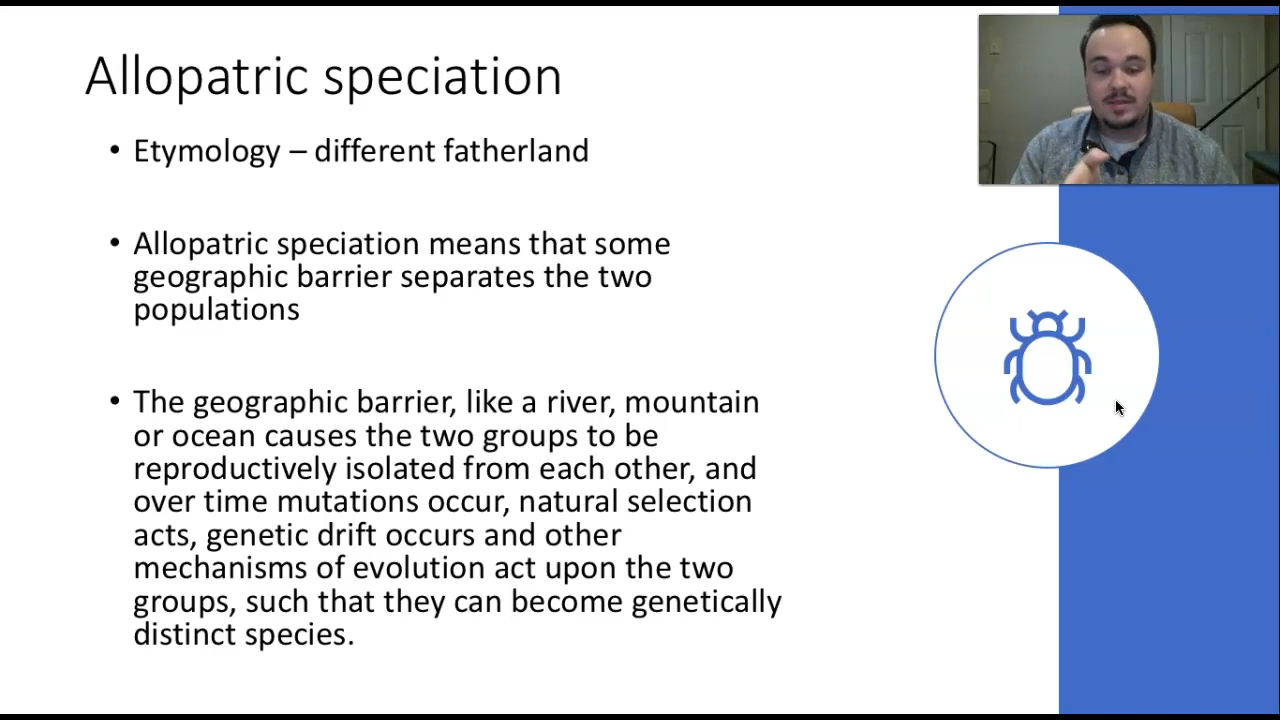 Allopatric speciation
• Etymology – different fatherland
• Allopatric speciation means that some
geographic barrier separates the two
populations
• The geographic barrier, like a river, mountain
or ocean causes the two groups to be
reproductively isolated from each other, and
over time mutations occur, natural selection
acts, genetic drift occurs and other
mechanisms of evolution act upon the two
groups, such that they can become genetically
distinct species.